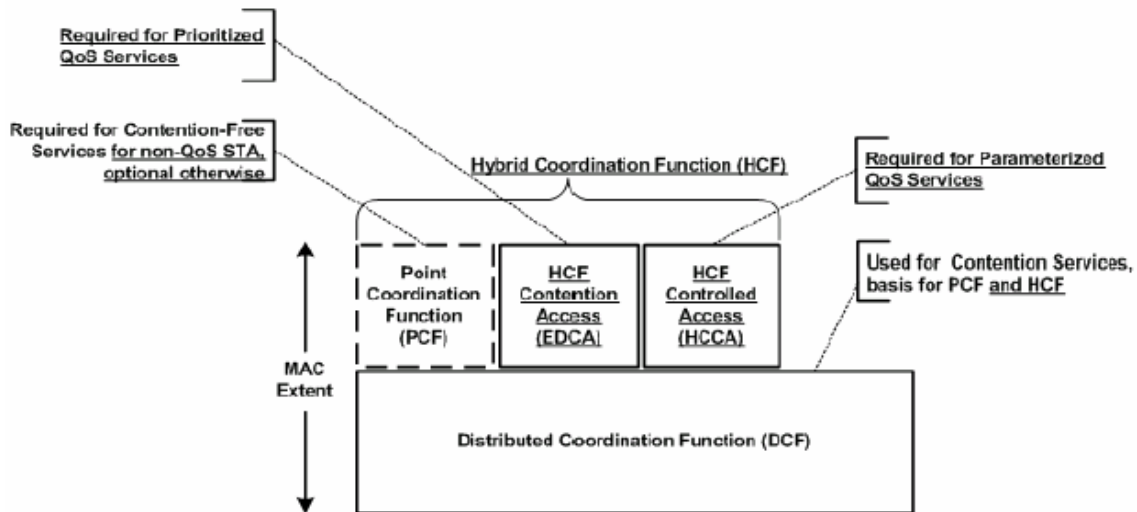 Required for Prioritized
QoS Services
Required for Contention-Free
Services for non-QoS STA,
optional otherwise
Hybrid Coordination Function (HCF)
Required for Parameterized
QoS Services
Used for Contention Services,
basis for PCF and HCF
Point
Coordination
Function
(PCF)
HCF
Contention
Access
(EDCA)
HCF
Controlled
Access
(HCCA)
MAC
Extent
Distributed Coordination Function (DCF)